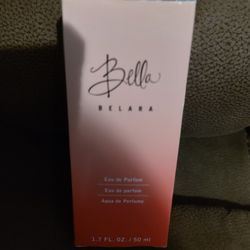 Bella
BELARA
Eau de Parfum
Eau de parfum
Agua de Perfume
1.7 FL. OZ. / 50 ml